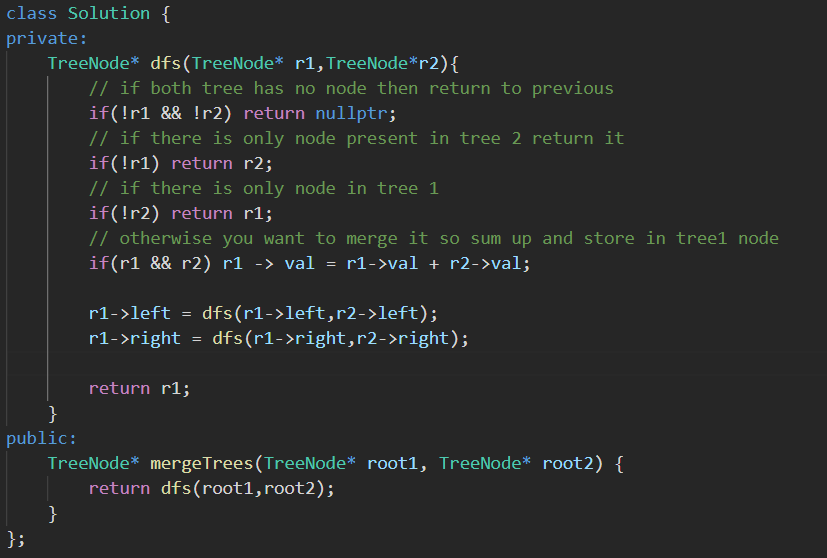 class Solution {
private:
    TreeNode* dfs(TreeNode* r1,TreeNode*r2){
        // if both tree has no node then return to previous
        if(!r1 && !r2) return nullptr;
        // if there is only node present in tree 2 return it
        if(!r1) return r2;
        // if there is only node in tree 1
        if(!r2) return r1;
        // otherwise you want to merge it so sum up and store in tree1 node
        if(r1 && r2) r1 -> val = r1->val + r2->val;

        r1->left = dfs(r1->left,r2->left);
        r1->right = dfs(r1->right,r2->right);

        return r1;
    }
public:
    TreeNode* mergeTrees(TreeNode* root1, TreeNode* root2) {
        return dfs(root1,root2);
    }
};